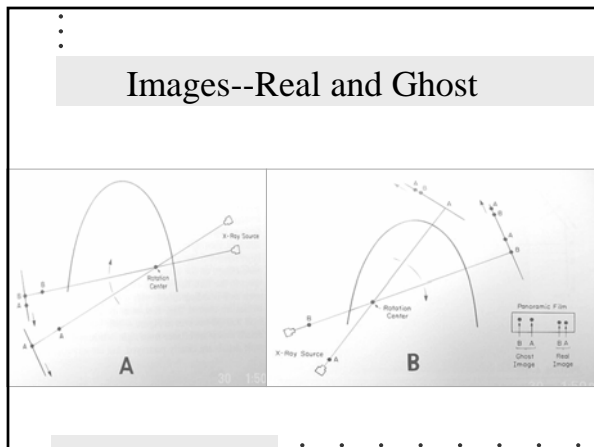 Images--Real and Ghost
X-Ray Source
B
B
A
A
A
Rotation
Center
A
A
B
A
A
B
A
B
B
Rotation
Center
A
X-Ray Source
B
Panoramic Film
B A B A
Ghost Real
Image Image